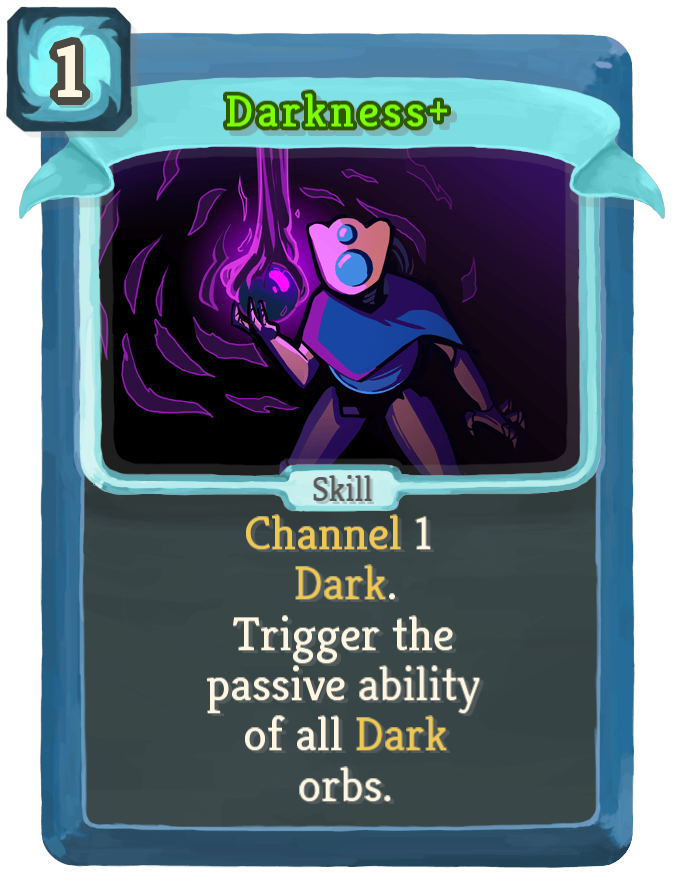 1
Darkness+
Skill
Channel 1
Dark.
Trigger the
passive ability
of all Dark
orbs.